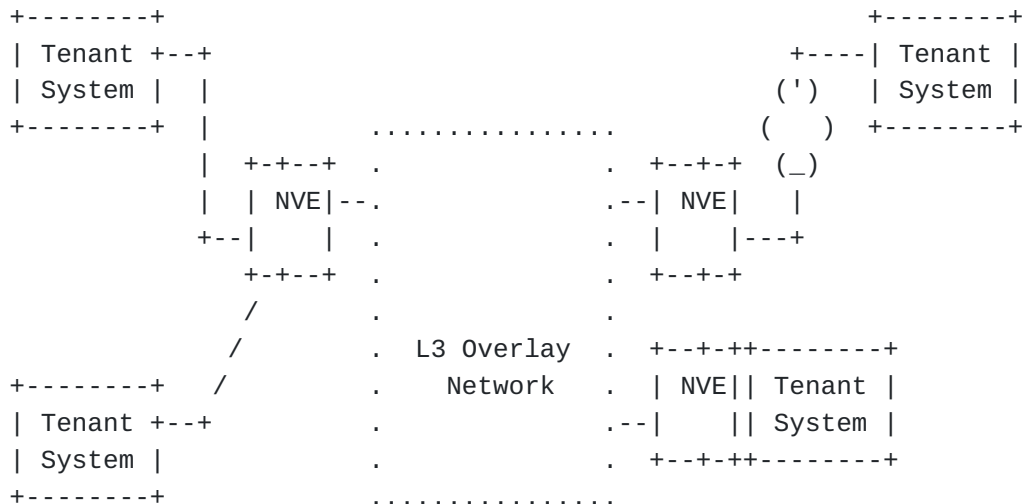 +--------+                                              +--------+
| Tenant +--+                                      +----| Tenant |
| System |  |                                     (')   | System |
+--------+  |          ................         (   )  +--------+
            |  +-+--+  .              .  +--+-+  (_)
            |  | NVE|--.              .--| NVE|   |
            +--|    |  .              .  |    |---+
               +-+--+  .              .  +--+-+
               /       .              .
              /        .  L3 Overlay  .  +--+-++--------+
+--------+   /         .    Network   .  | NVE|| Tenant |
| Tenant +--+          .              .--|    || System |
| System |             .              .  +--+-++--------+
+--------+             ................